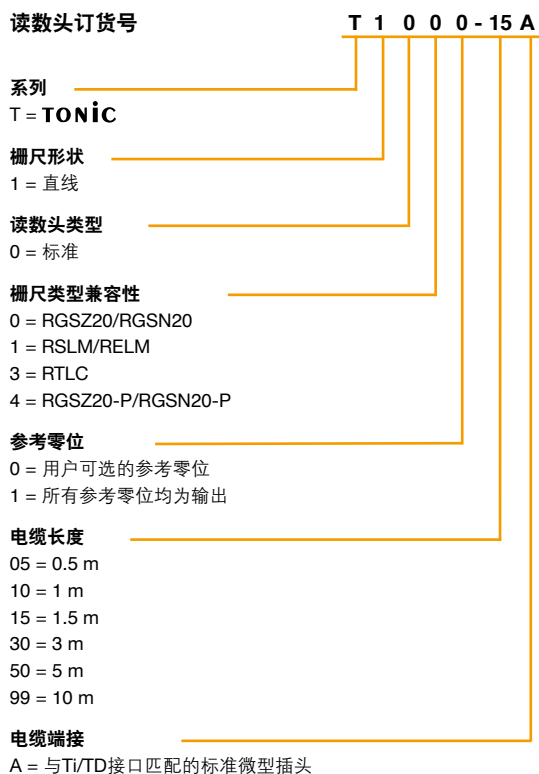 读数头订货号 T 1 0 0 0 - 15 A
系列
T = TONiC
栅尺形状
1 = 直线
读数头类型
0 = 标准
栅尺类型兼容性
0 = RGSZ20/RGSN20
1 = RSLM/RELM
3 = RTLC
4 = RGSZ20-P/RGSN20-P
参考零位
0 = 用户可选的参考零位
1 = 所有参考零位均为输出
电缆长度
05 = 0.5 m
10 = 1 m
15 = 1.5 m
30 = 3 m
50 = 5 m
99 = 10 m
电缆端接
A = 与Ti/TD接口匹配的标准微型插头